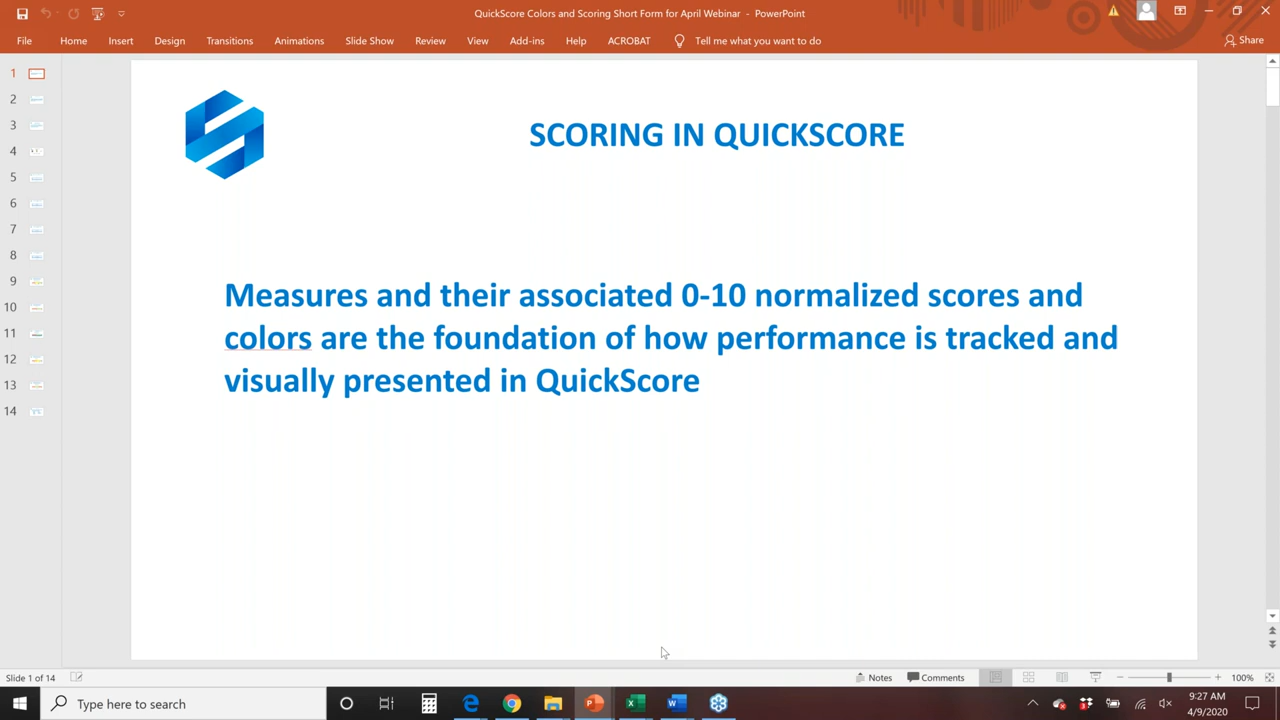 QuickScore Colors and Scoring Short Form for April Webinar - PowerPoint
File Home Insert Design Transitions Animations Slide Show Review View Add-ins Help ACROBAT Tell me what you want to do Share
1
2
3
4
5
6
7
8
9
10
11
12
13
14
SCORING IN QUICKSCORE
Measures and their associated 0-10 normalized scores and
colors are the foundation of how performance is tracked and
visually presented in QuickScore
Slide 1 of 14 Notes Comments 100%
Type here to search
9:27 AM
4/9/2020